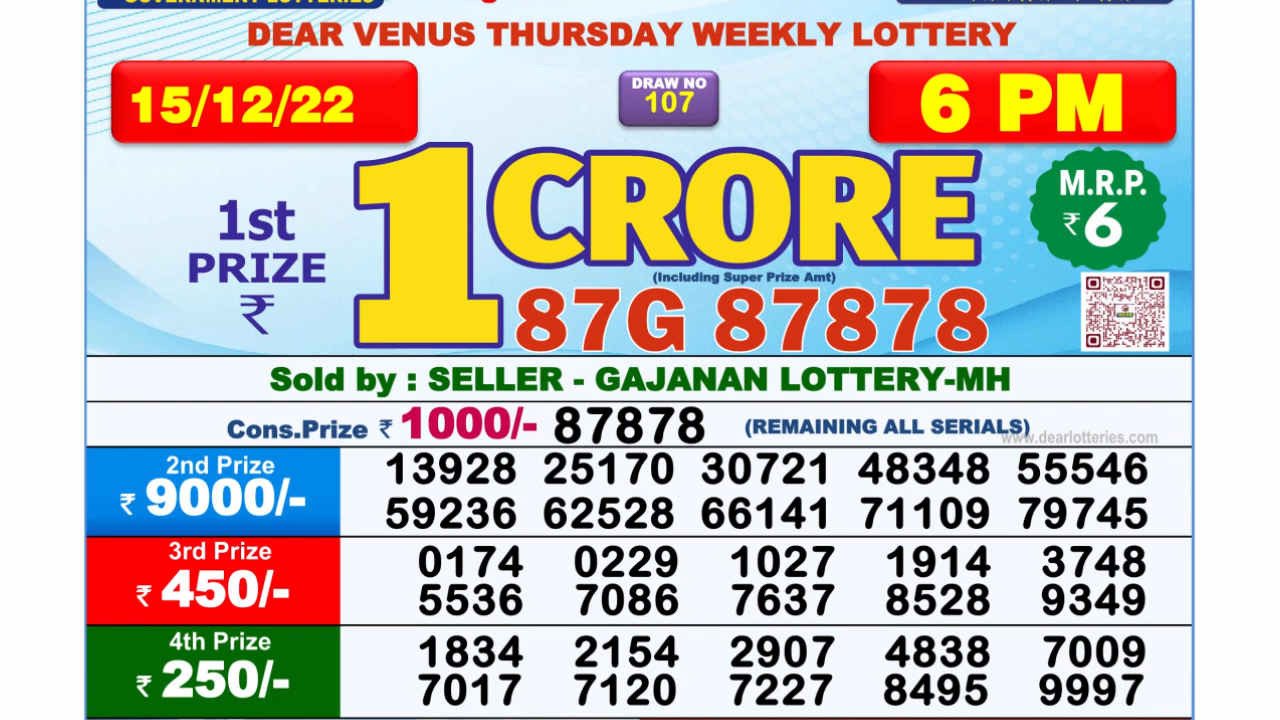 GOVERNMENT LOTTERIES
DEAR VENUS THURSDAY WEEKLY LOTTERY
15/12/22
DRAW NO
107
6 PM
1st
PRIZE
₹
1 CRORE
(Including Super Prize Amt)
M.R.P.
₹ 6
87G 87878
Sold by : SELLER - GAJANAN LOTTERY-MH
Cons.Prize ₹ 1000/- 87878 (REMAINING ALL SERIALS)
www.dearlotteries.com
2nd Prize
₹ 9000/-
13928 25170 30721 48348 55546
59236 62528 66141 71109 79745
3rd Prize
₹ 450/-
0174 0229 1027 1914 3748
5536 7086 7637 8528 9349
4th Prize
₹ 250/-
1834 2154 2907 4838 7009
7017 7120 7227 8495 9997